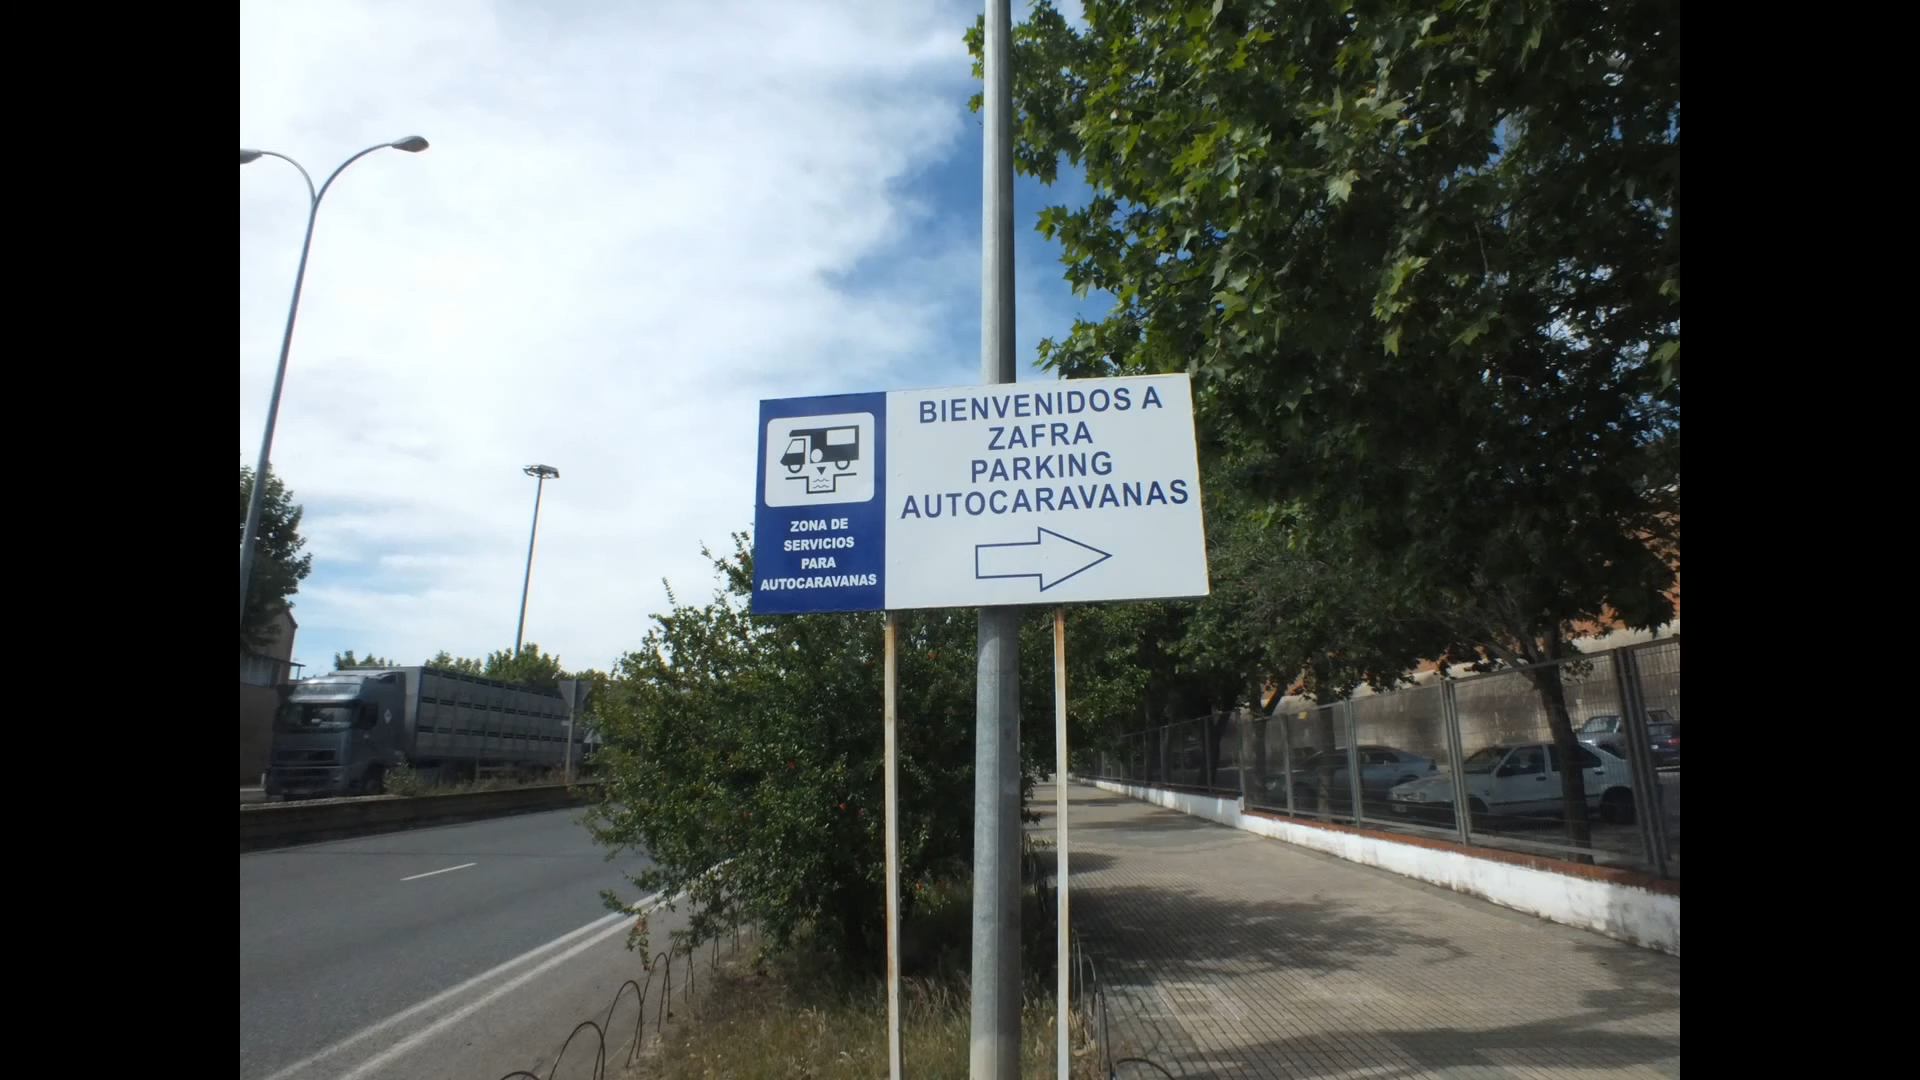 BIENVENIDOS A
ZAFRA
PARKING
AUTOCARAVANAS
ZONA DE
SERVICIOS
PARA
AUTOCARAVANAS